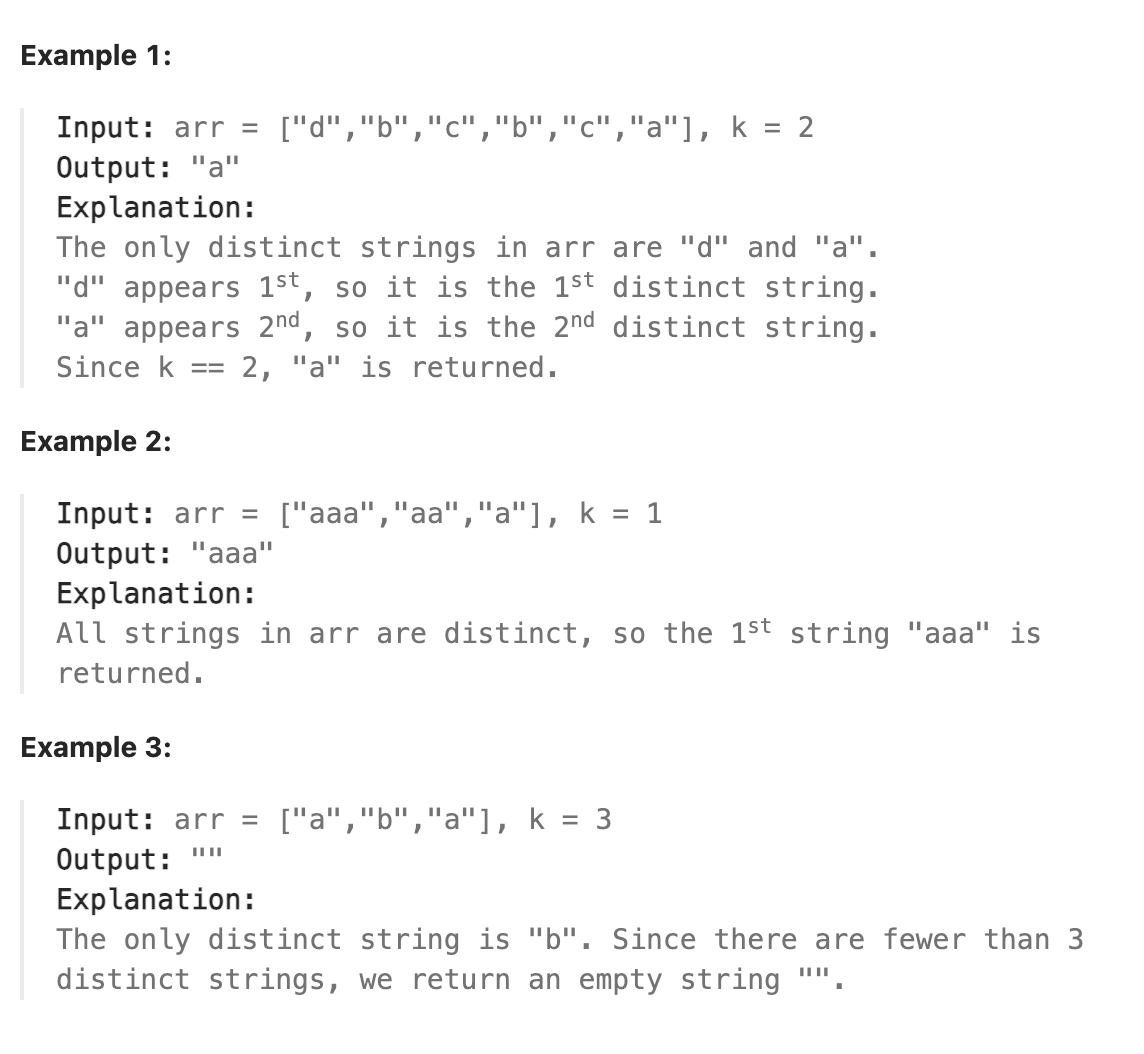 Example 1:
Input: arr = ["d","b","c","b","c","a"], k = 2
Output: "a"
Explanation:
The only distinct strings in arr are "d" and "a".
"d" appears 1st, so it is the 1st distinct string.
"a" appears 2nd, so it is the 2nd distinct string.
Since k == 2, "a" is returned.
Example 2:
Input: arr = ["aaa","aa","a"], k = 1
Output: "aaa"
Explanation:
All strings in arr are distinct, so the 1st string "aaa" is
returned.
Example 3:
Input: arr = ["a","b","a"], k = 3
Output: ""
Explanation:
The only distinct string is "b". Since there are fewer than 3
distinct strings, we return an empty string "".